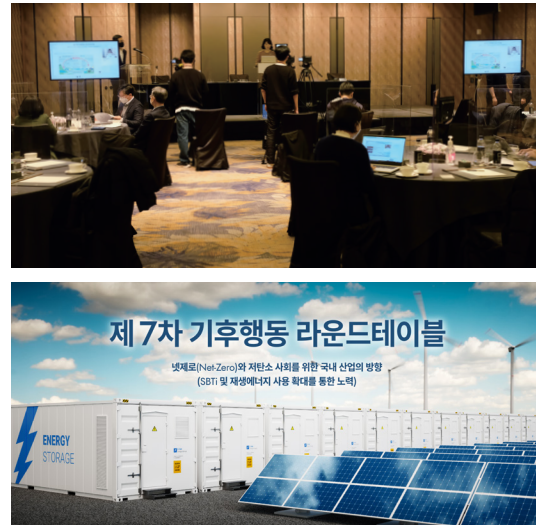 제 7차 기후행동 라운드테이블
넷제로(Net-Zero)와 저탄소 사회를 위한 국내 산업의 방향
(SBTi 및 재생에너지 사용 확대를 통한 노력)
ENERGY
STORAGE